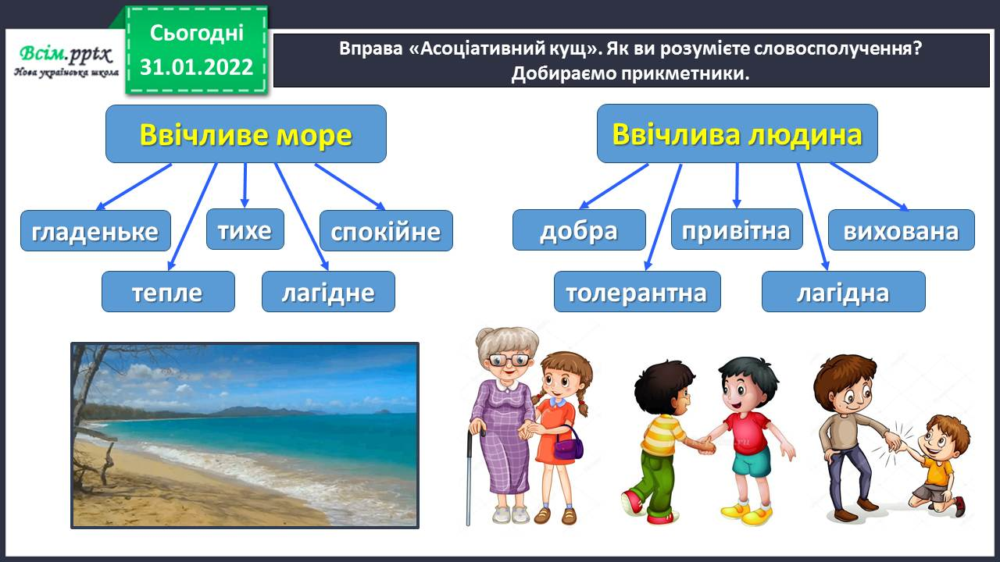 Всім.pptx
Нова українська школа
Сьогодні
31.01.2022
Вправа «Асоціативний кущ». Як ви розумієте словосполучення?
Добираємо прикметники.
Ввічливе море
гладеньке
тихе
спокійне
тепле
лагідне
Ввічлива людина
добра
привітна
вихована
толерантна
лагідна